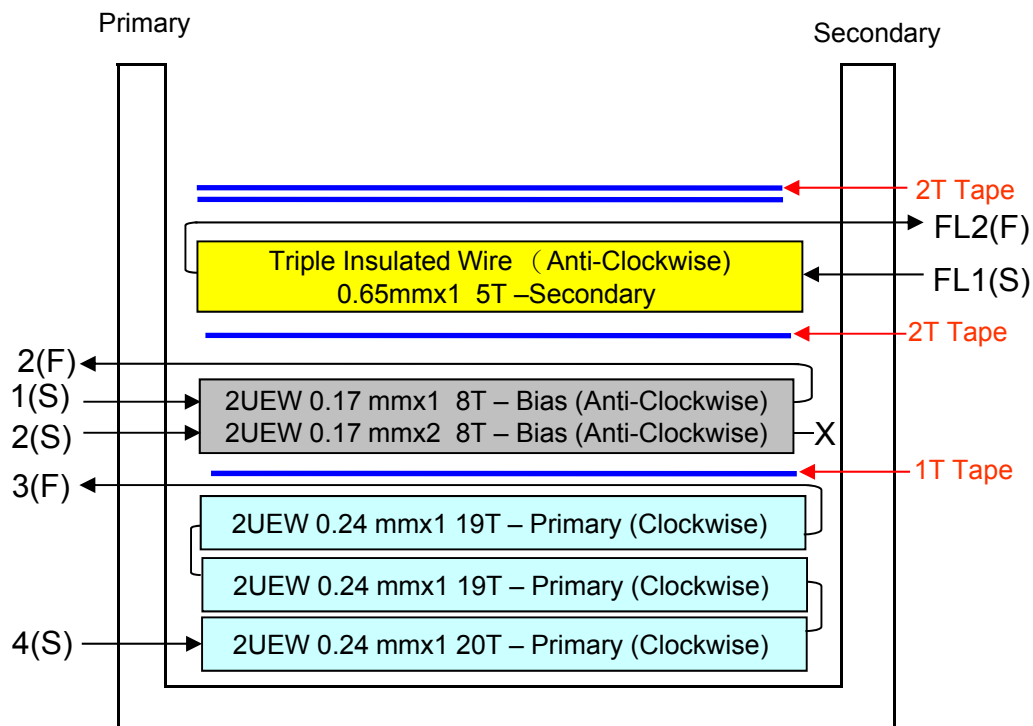 Primary
Secondary
2T Tape
FL2(F)
Triple Insulated Wire （Anti-Clockwise)
0.65mmx1  5T –Secondary
FL1(S)
2T Tape
2(F)
1(S)
2UEW 0.17 mmx1  8T – Bias (Anti-Clockwise)
2(S)
2UEW 0.17 mmx2  8T – Bias (Anti-Clockwise)
X
1T Tape
3(F)
2UEW 0.24 mmx1 19T – Primary (Clockwise)
2UEW 0.24 mmx1 19T – Primary (Clockwise)
4(S)
2UEW 0.24 mmx1 20T – Primary (Clockwise)